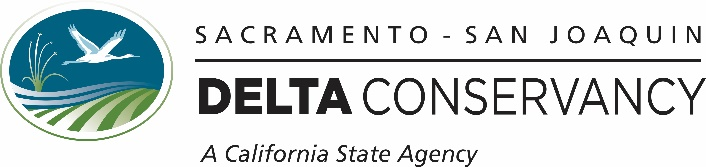 SACRAMENTO - SAN JOAQUIN
DELTA CONSERVANCY
A California State Agency